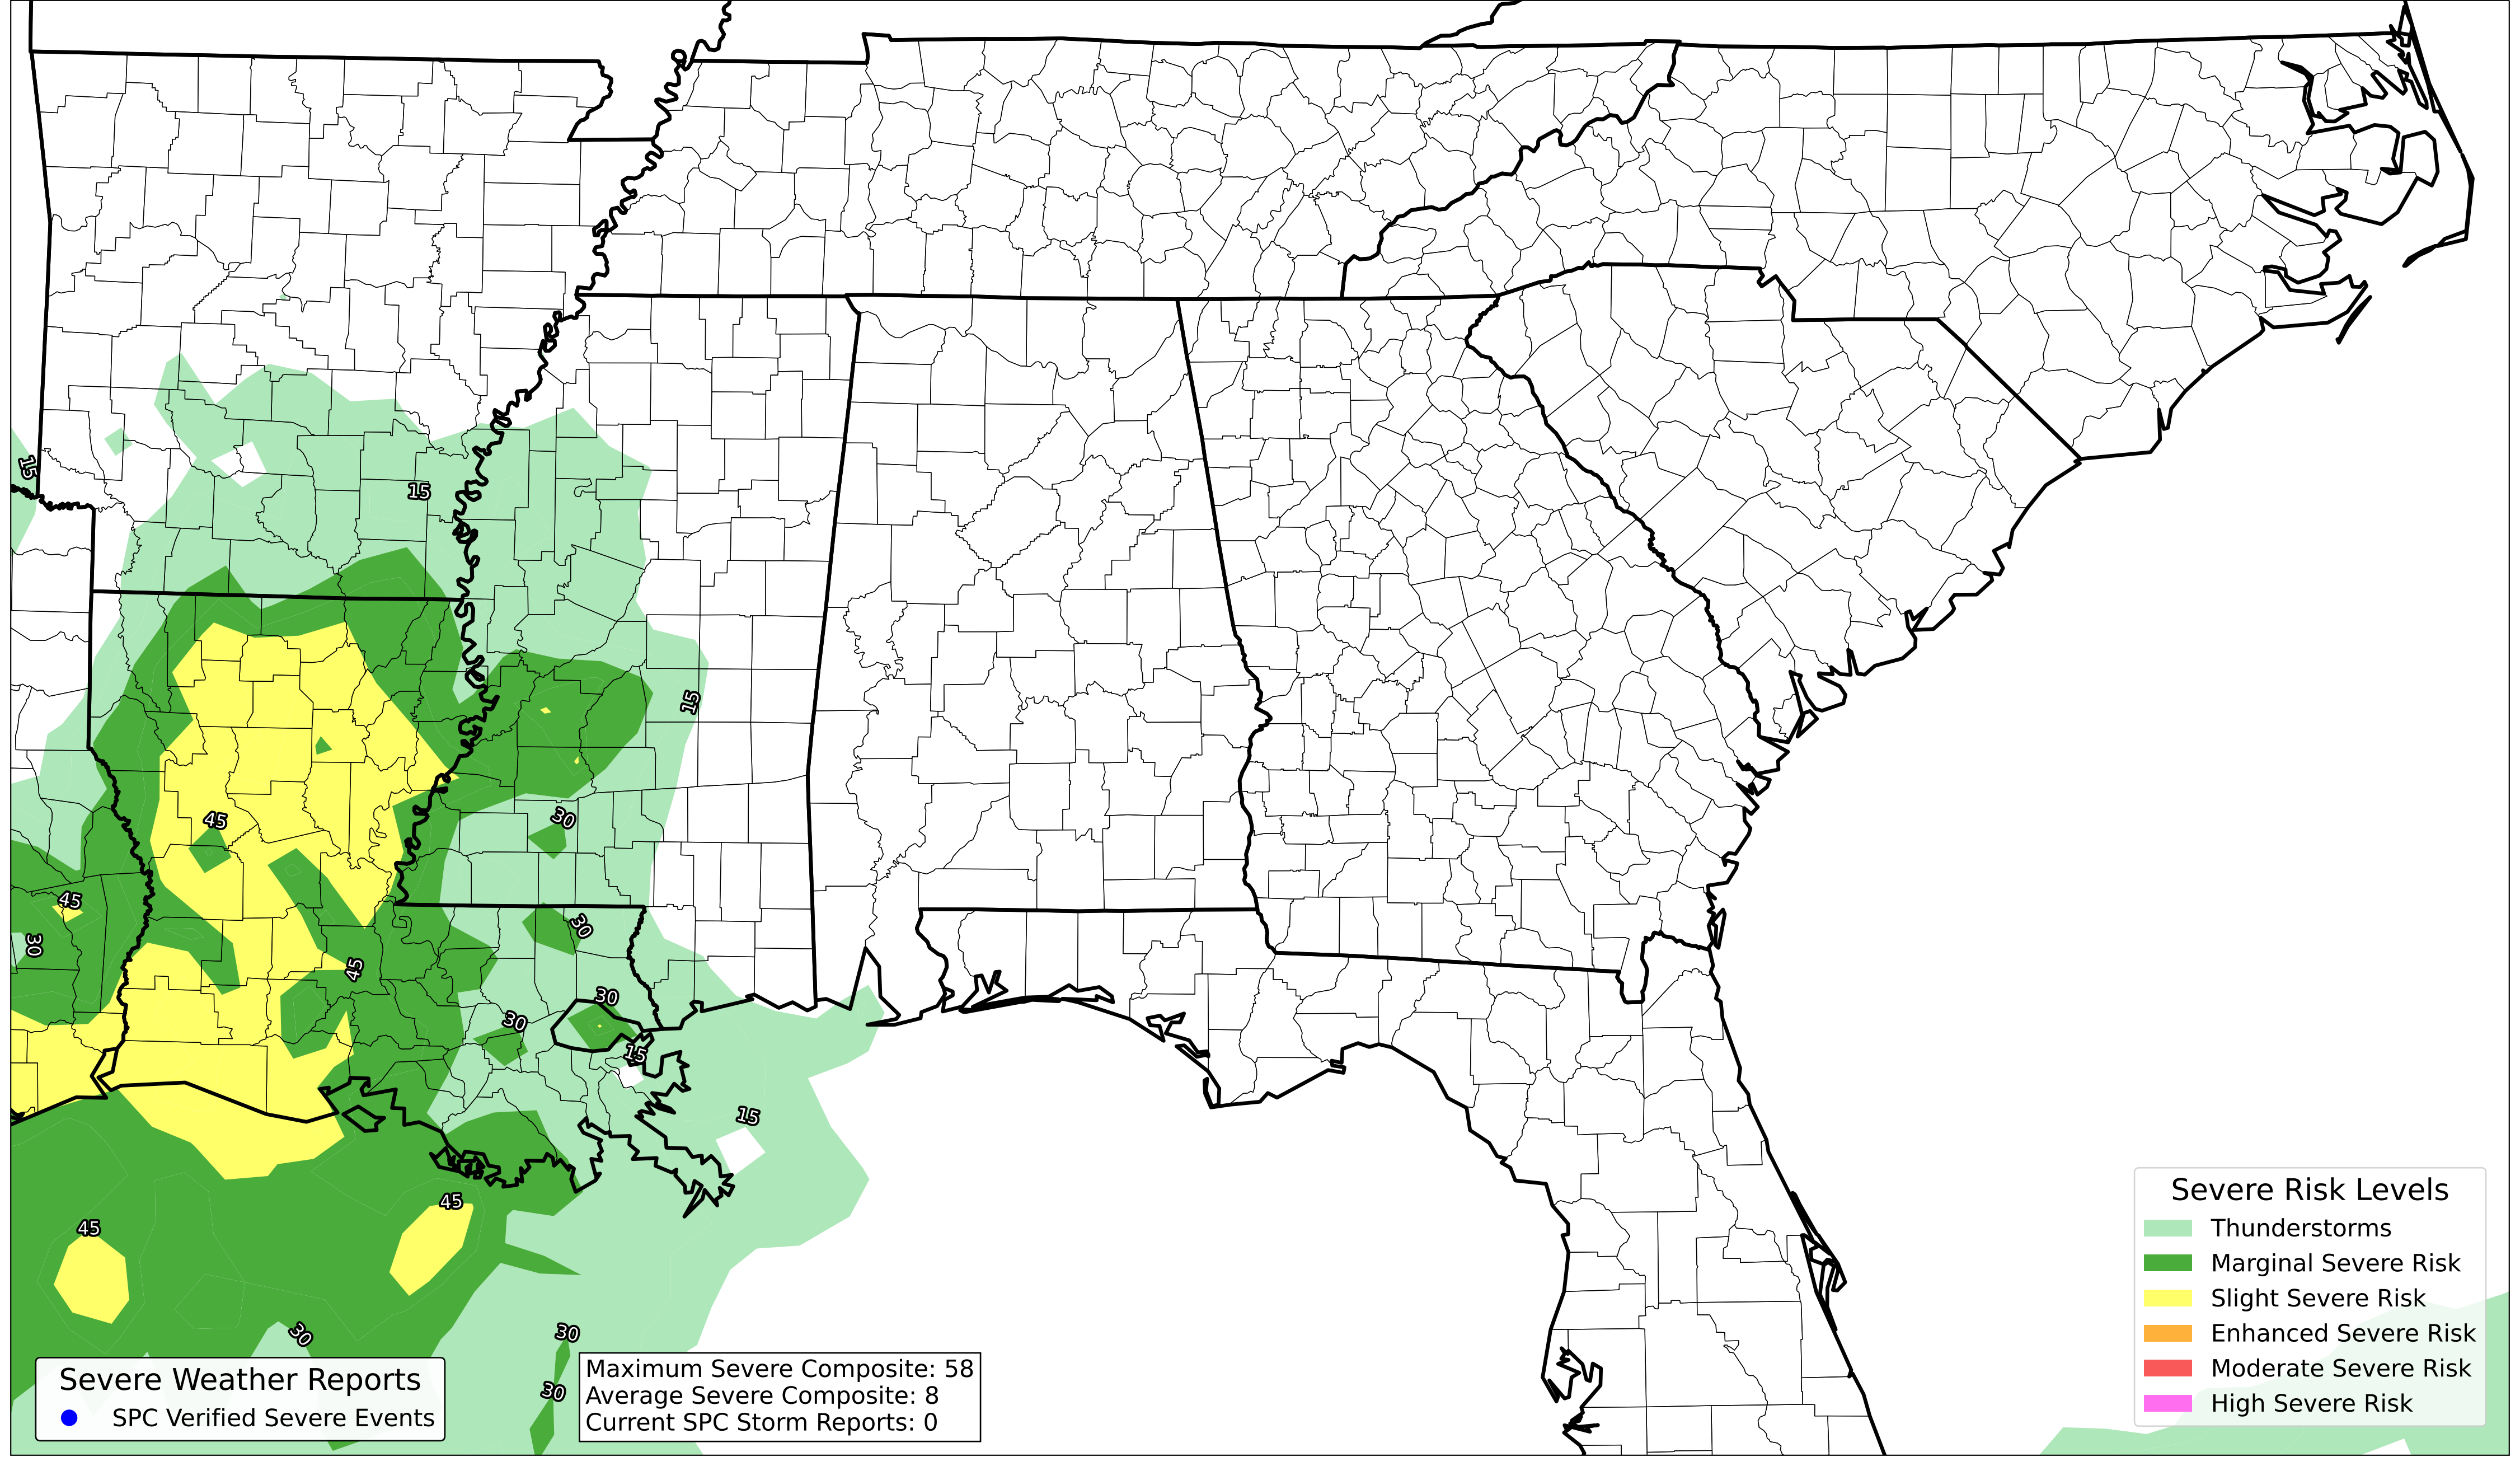 15
15
15
30
45
45
30
30
45
30
30
15
15
45
45
30
30
30
Severe Weather Reports
SPC Verified Severe Events
Maximum Severe Composite: 58
Average Severe Composite: 8
Current SPC Storm Reports: 0
Severe Risk Levels
Thunderstorms
Marginal Severe Risk
Slight Severe Risk
Enhanced Severe Risk
Moderate Severe Risk
High Severe Risk